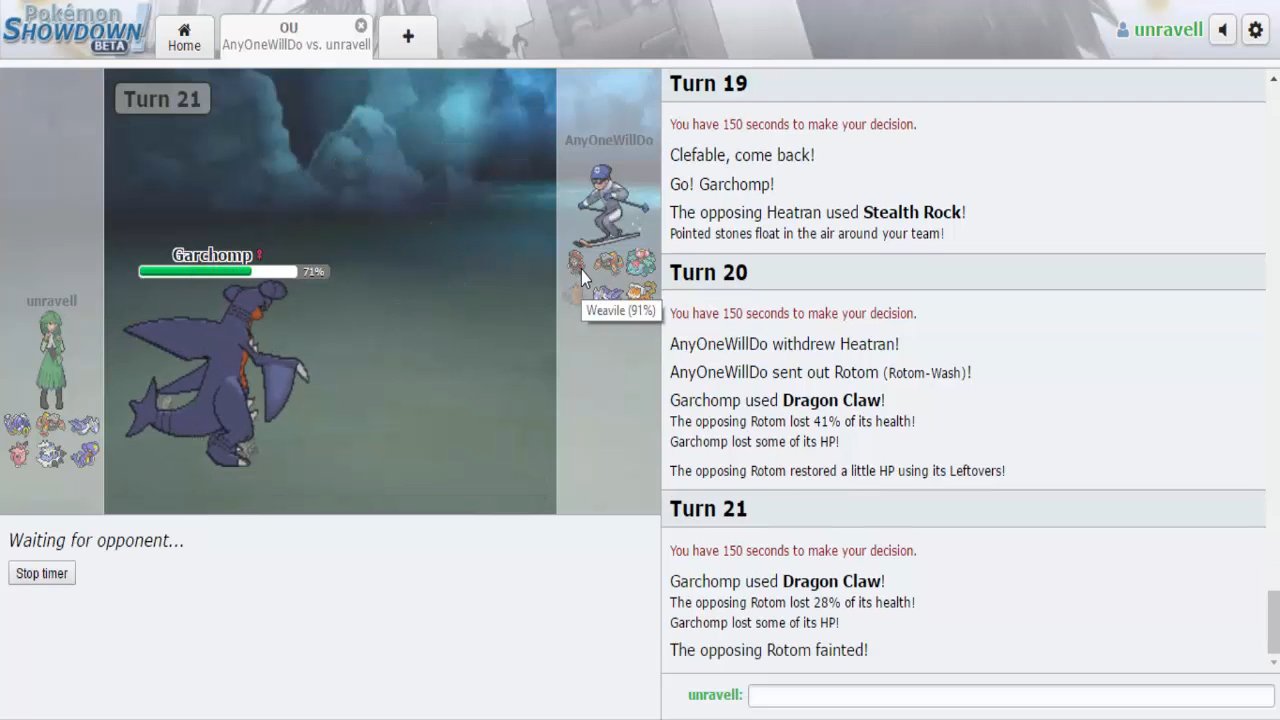 Pokémon
SHOWDOWN!
BETA
Home
OU
AnyOneWillDo vs. unravell
+
unravell
Turn 21
AnyOneWillDo
Garchomp
71%
Weavile (91%)
unravell
Waiting for opponent...
Stop timer
Turn 19
You have 150 seconds to make your decision.
Clefable, come back!
Go! Garchomp!
The opposing Heatran used Stealth Rock!
Pointed stones float in the air around your team!
Turn 20
You have 150 seconds to make your decision.
AnyOneWillDo withdrew Heatran!
AnyOneWillDo sent out Rotom (Rotom-Wash)!
Garchomp used Dragon Claw!
The opposing Rotom lost 41% of its health!
Garchomp lost some of its HP!
The opposing Rotom restored a little HP using its Leftovers!
Turn 21
You have 150 seconds to make your decision.
Garchomp used Dragon Claw!
The opposing Rotom lost 28% of its health!
Garchomp lost some of its HP!
The opposing Rotom fainted!
unravell: